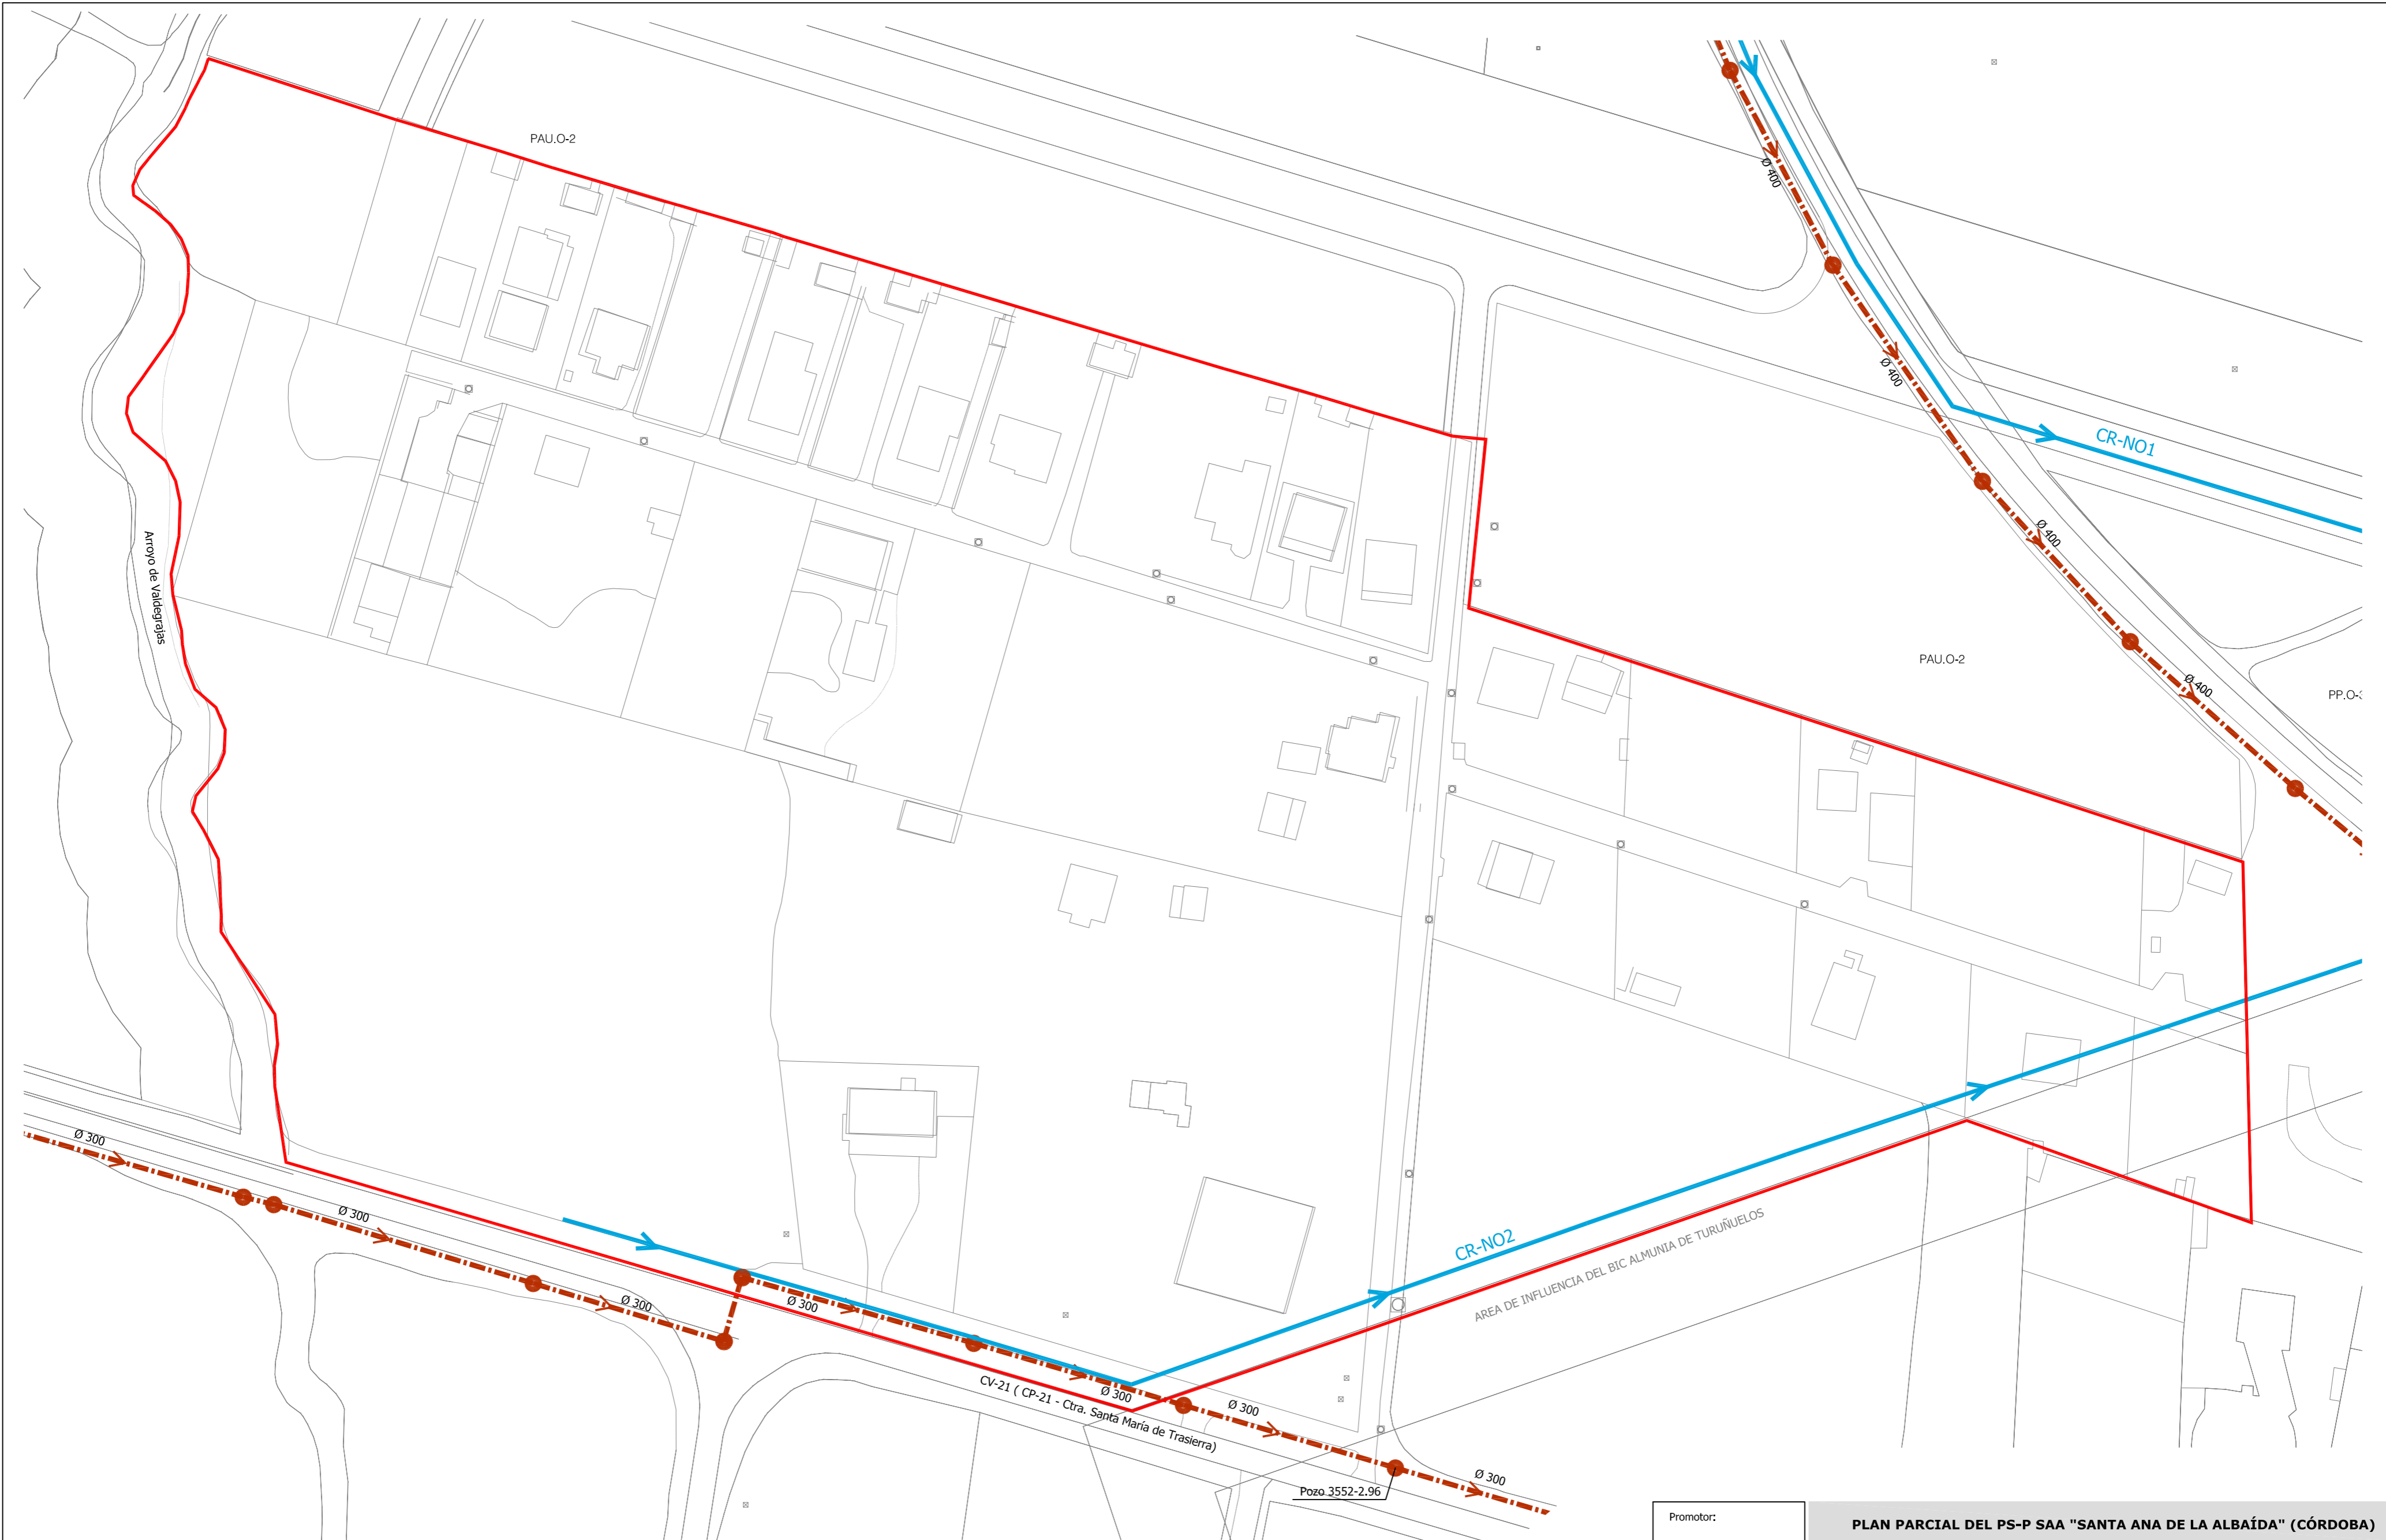 PAU.O-2
Ø 400
Ø 400
CR-NO1
Ø 400
Arroyo de Valdegrajas
PAU.O-2
Ø 400
PP.O-
Ø 300
Ø 300
Ø 300
Ø 300
CR-NO2
AREA DE INFLUENCIA DEL BIC ALMUNIA DE TURUÑUELOS
Ø 300
Ø 300
CV-21 ( CP-21 - Ctra. Santa María de Trasierra)
Ø 300
Pozo 3552-2.96
Promotor:
PLAN PARCIAL DEL PS-P SAA "SANTA ANA DE LA ALBAÍDA" (CÓRDOBA)